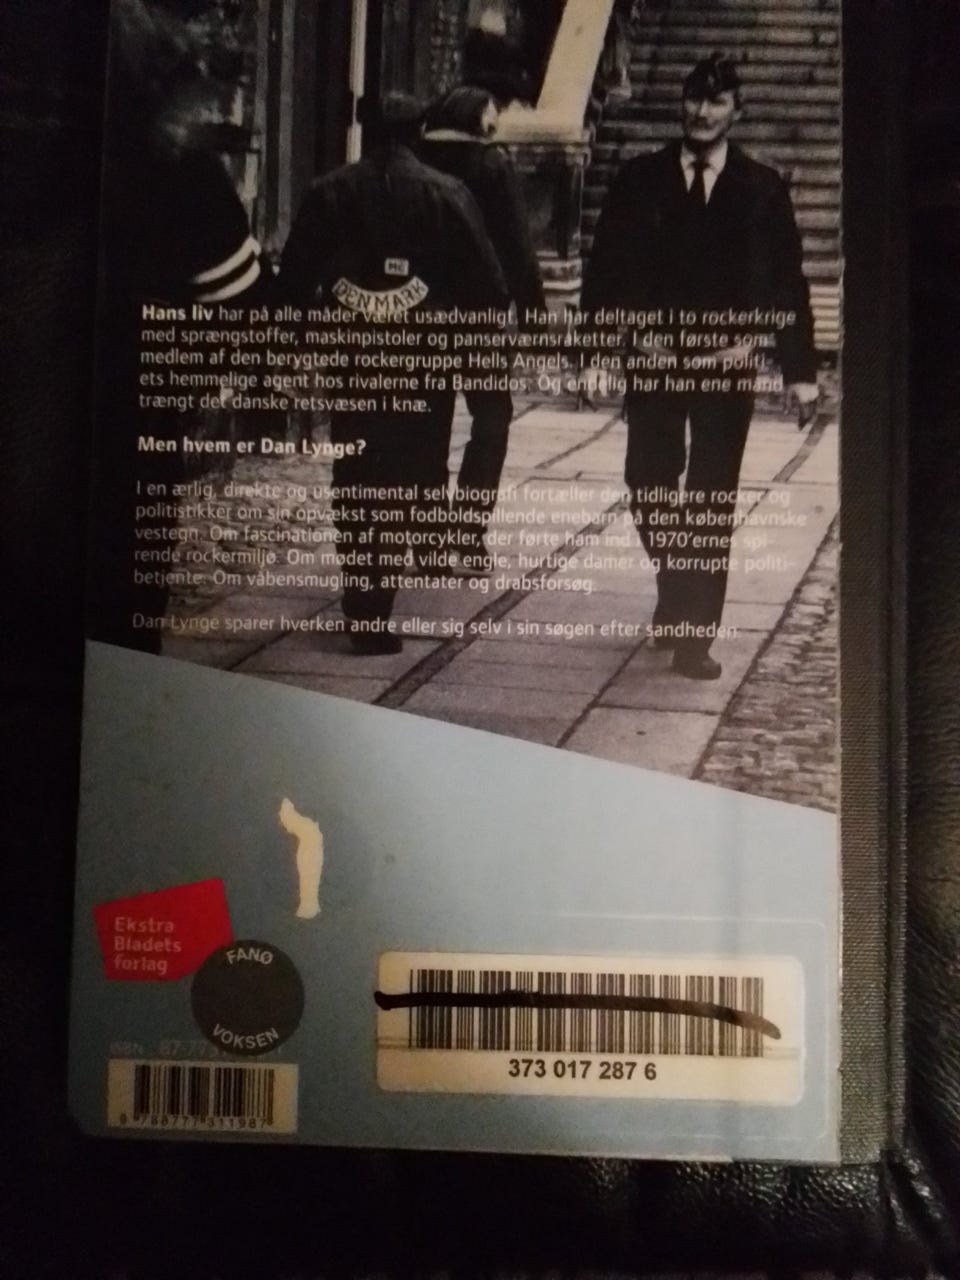 MC
DENMARK
Hans liv har på alle måder været usædvanligt. Han har deltaget i to rockerkrige
med sprængstoffer, maskinpistoler og panserværnsraketter. I den første som
medlem af den berygtede rockergruppe Hells Angels. I den anden som politi-
ets hemmelige agent hos rivalerne fra Bandidos. Og endelig har han ene mand
trængt det danske retsvæsen i knæ.
Men hvem er Dan Lynge?
I en ærlig, direkte og usentimental selvbiografi fortæller den tidligere rocker og
politistikker om sin opvækst som fodboldspillende enebarn på den københavnske
vestegn. Om fascinationen af motorcykler, der førte ham ind i 1970'ernes spi-
rende rockermiljø. Om mødet med vilde engle, hurtige damer og korrupte politi-
betjente. Om våbensmugling, attentater og drabsforsøg.
Dan Lynge sparer hverken andre eller sig selv i sin søgen efter sandheden.
Ekstra
Bladets
forlag
FANØ
VOKSEN
ISBN
373 017 287 6
9 788777 311987